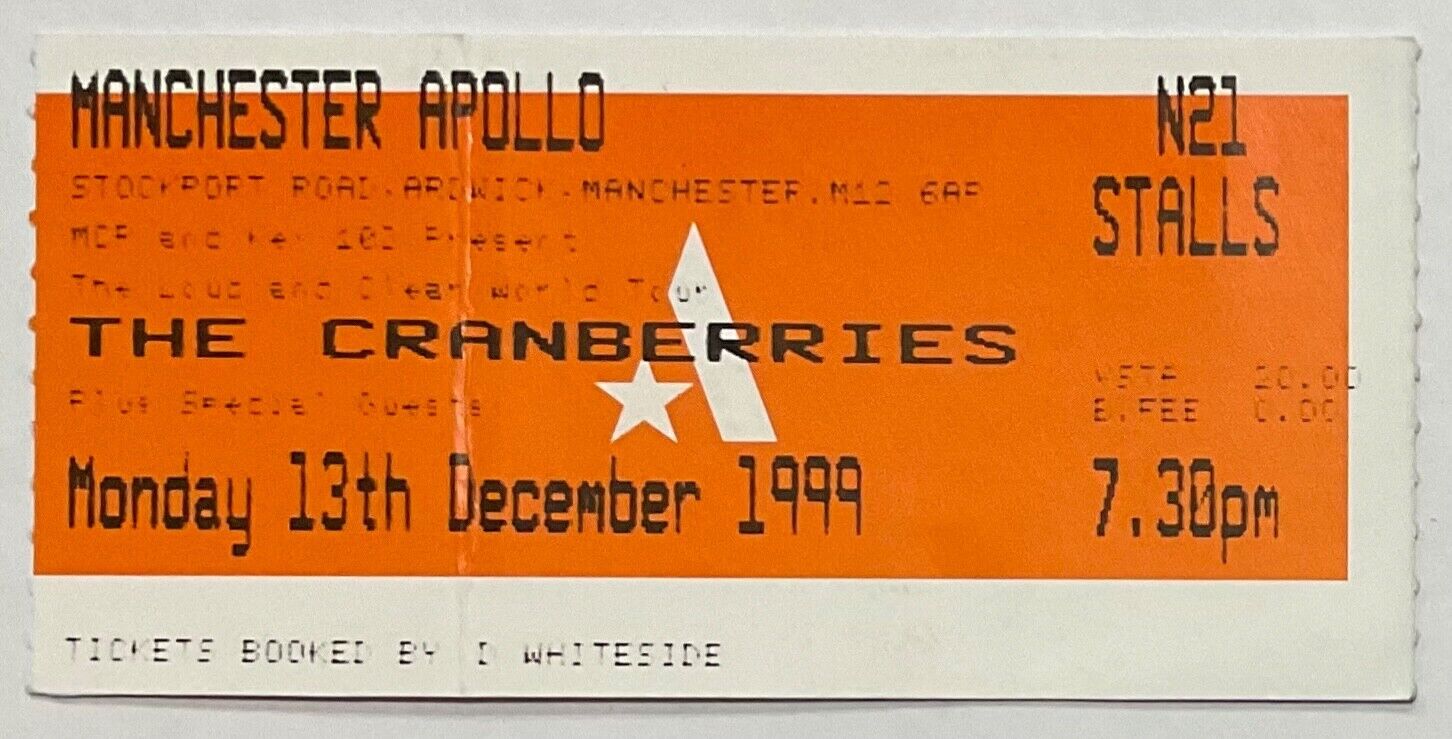 MANCHESTER APOLLO
N21
STOCKPORT ROAD.ARDWICK.MANCHESTER.M12 6AP
STALLS
MCP and Key 103 Present
The Loud and Clear World Tour
THE CRANBERRIES
20.00
Plus Special Guests
B.FEE 0.00
Monday 13th December 1999
7.30pm
TICKETS BOOKED BY D WHITESIDE